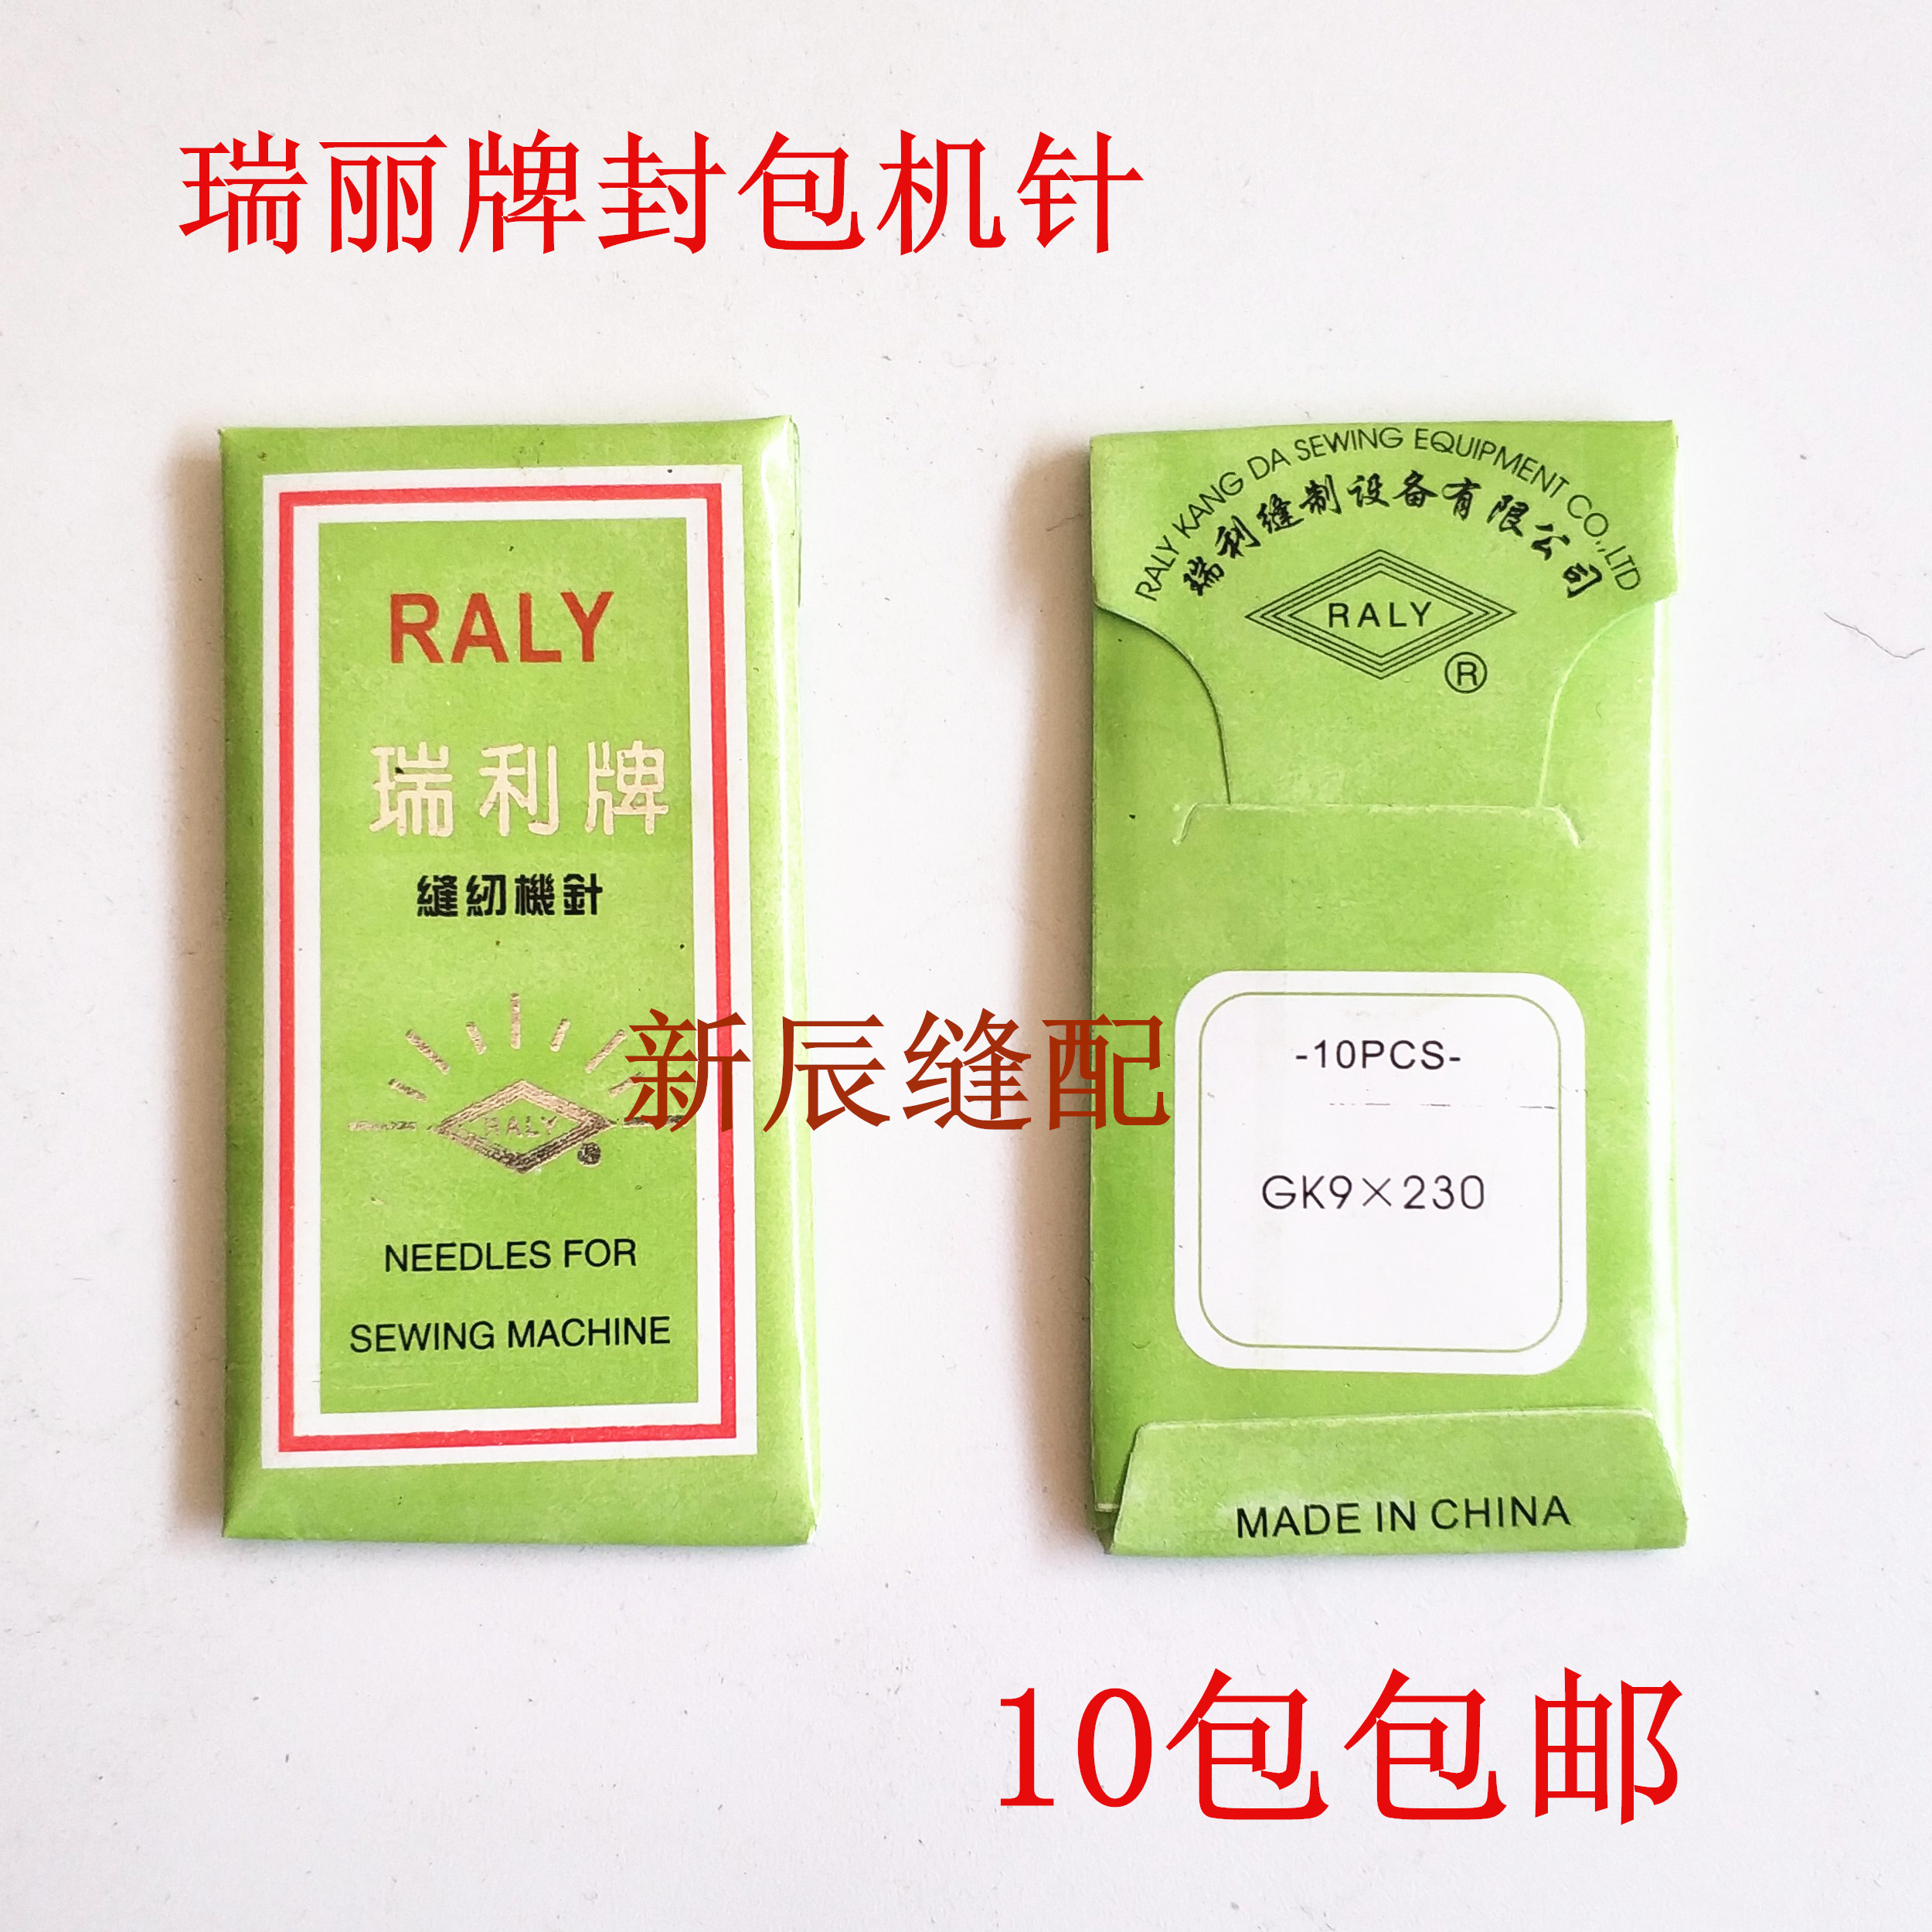 瑞丽牌封包机针
RALY
瑞利牌
縫紉機針
RALY
NEEDLES FOR
SEWING MACHINE
新辰缝配
RALY KANG DA SEWING EQUIPMENT CO.,LTD
瑞利缝制设备有限公司
RALY
®
-10PCS-
GK9×230
MADE IN CHINA
10包包邮